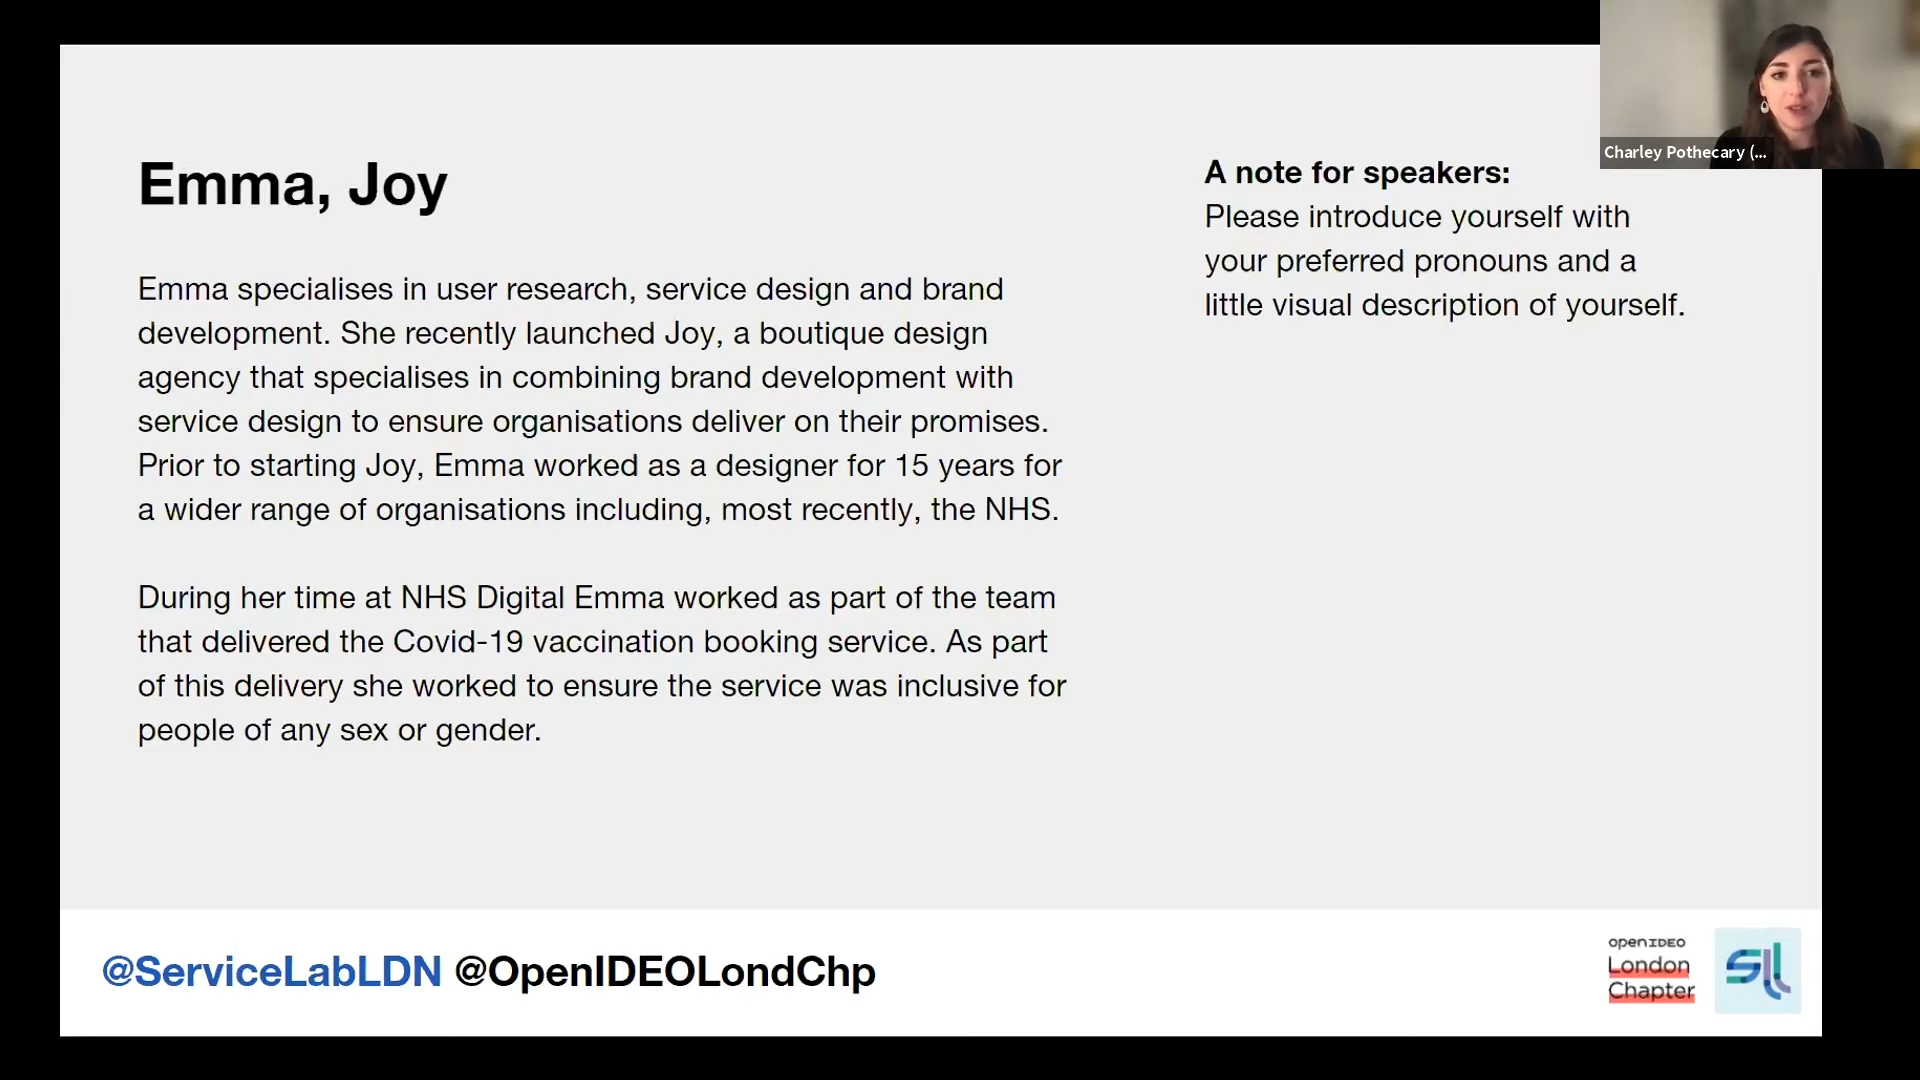 Emma, Joy
Emma specialises in user research, service design and brand
development. She recently launched Joy, a boutique design
agency that specialises in combining brand development with
service design to ensure organisations deliver on their promises.
Prior to starting Joy, Emma worked as a designer for 15 years for
a wider range of organisations including, most recently, the NHS.
During her time at NHS Digital Emma worked as part of the team
that delivered the Covid-19 vaccination booking service. As part
of this delivery she worked to ensure the service was inclusive for
people of any sex or gender.
A note for speakers:
Please introduce yourself with
your preferred pronouns and a
little visual description of yourself.
Charley Pothecary (...
@ServiceLabLDN @OpenIDEOLondChp
openIDEO
London
Chapter
SLL